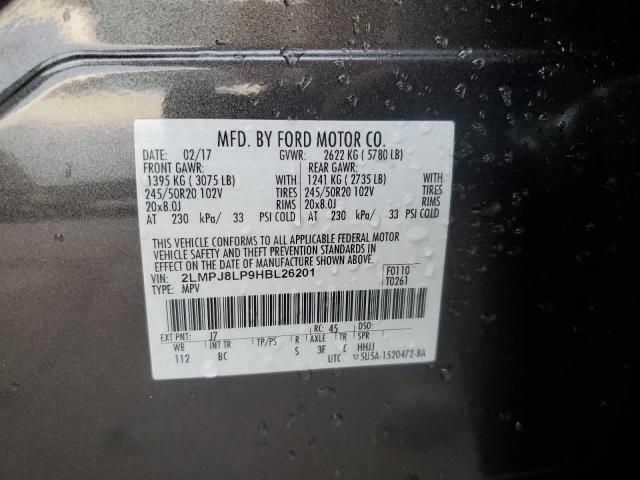 MFD. BY FORD MOTOR CO.
DATE: 02/17 GVWR: 2622 KG ( 5780 LB)
FRONT GAWR: REAR GAWR:
1395 KG ( 3075 LB) WITH 1241 KG ( 2735 LB) WITH
245/50R20 102V TIRES 245/50R20 102V TIRES
20x8.0J RIMS 20x8.0J RIMS
AT 230 kPa/ 33 PSI COLD AT 230 kPa/ 33 PSI COLD
THIS VEHICLE CONFORMS TO ALL APPLICABLE FEDERAL MOTOR
VEHICLE SAFETY AND THEFT PREVENTION STANDARDS IN
EFFECT ON THE DATE OF MANUFACTURE SHOWN ABOVE.
VIN: 2LMPJ8LP9HBL26201 F0110
TYPE: MPV T0261
EXT PNT: J7 RC: 45 DSO:
WB INT TR TP/PS R AXLE TR SPR
112 BC S 3F C HHJJ
UTC ▽5U5A-1520472-BA